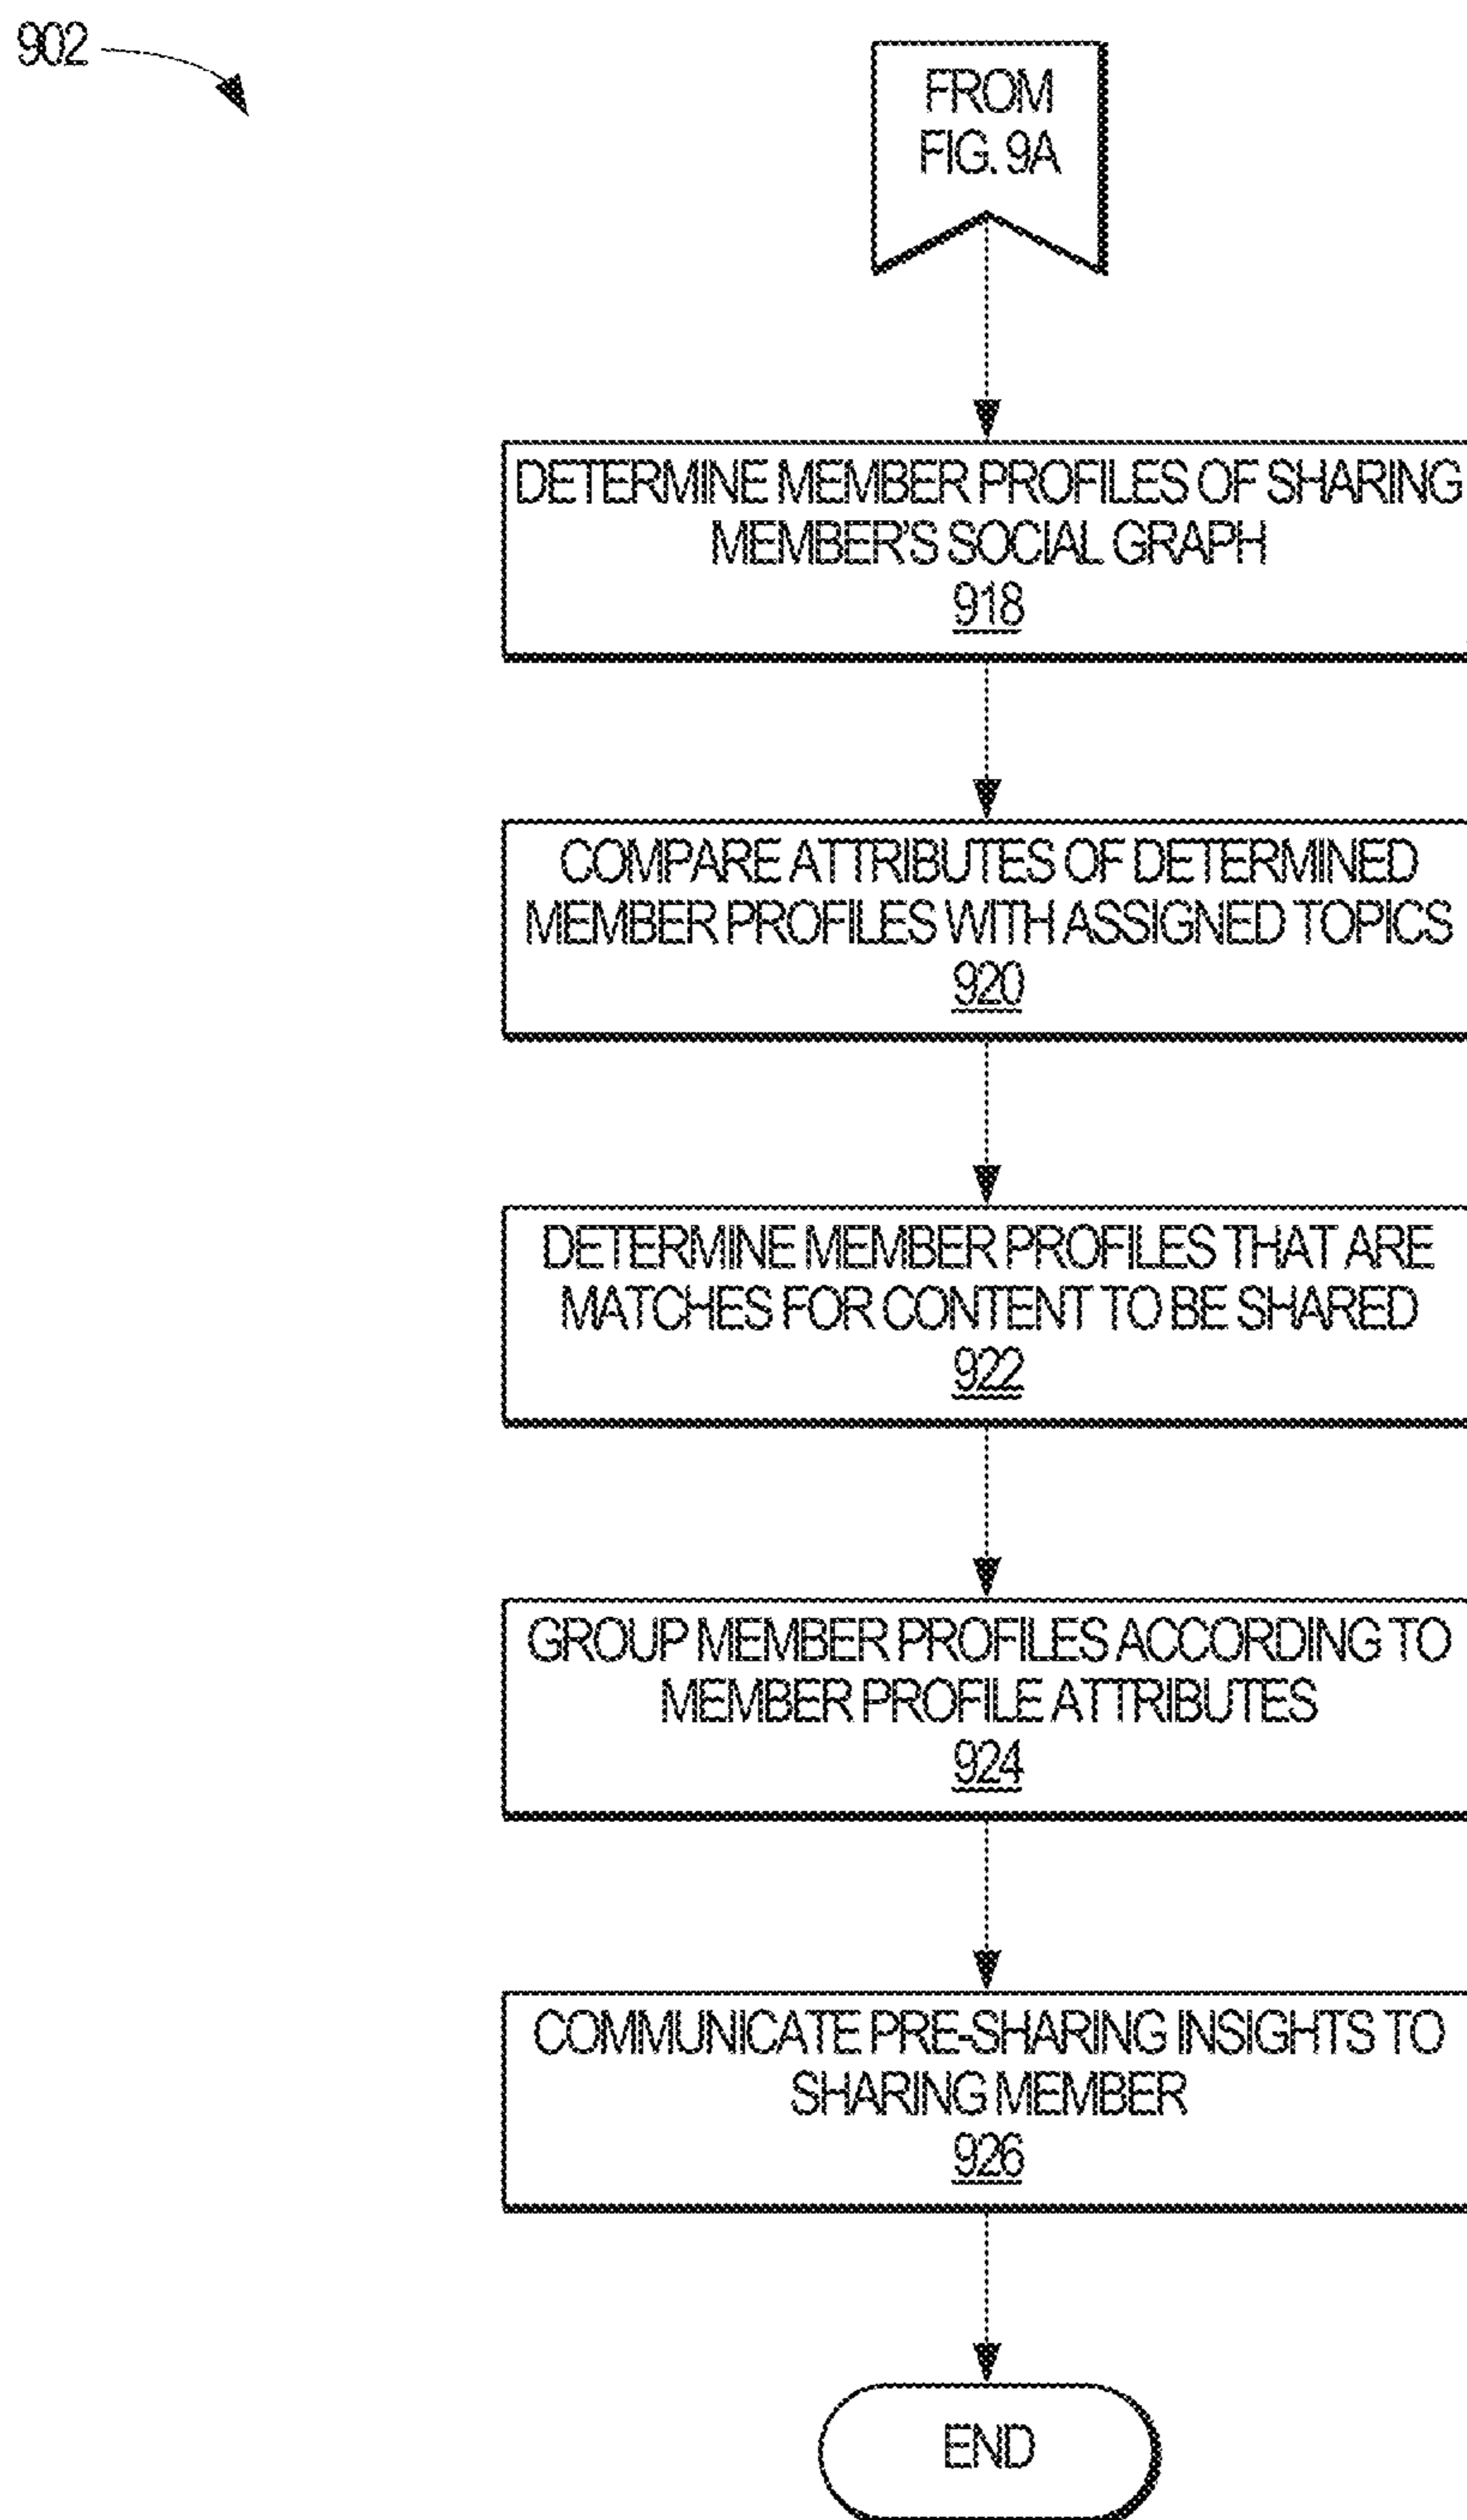 902
FROM
FIG. 9A
DETERMINE MEMBER PROFILES OF SHARING
MEMBER'S SOCIAL GRAPH
918
COMPARE ATTRIBUTES OF DETERMINED
MEMBER PROFILES WITH ASSIGNED TOPICS
920
DETERMINE MEMBER PROFILES THAT ARE
MATCHES FOR CONTENT TO BE SHARED
922
GROUP MEMBER PROFILES ACCORDING TO
MEMBER PROFILE ATTRIBUTES
924
COMMUNICATE PRE-SHARING INSIGHTS TO
SHARING MEMBER
926
END